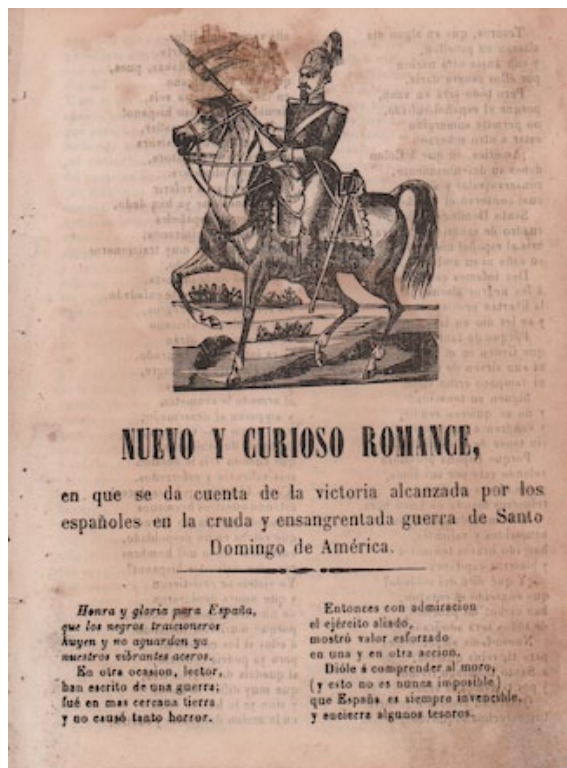 NUEVO Y CURIOSO ROMANCE,
en que se da cuenta de la victoria alcanzada por los
españoles en la cruda y ensangrentada guerra de Santo
Domingo de América.
Honra y gloria para España,
que los negros traicioneros
huyen y no aguardan ya
nuestros vibrantes aceros.
En otra ocasion, lector,
han escrito de una guerra;
fué en mas cercana tierra
y no causó tanto horror.
Entonces con admiracion
el ejército aliado,
mostró valor esforzado
en una y en otra accion.
Dióle á comprender al moro,
(y esto no es nunca imposible)
que España es siempre invencible,
y encierra algunos tesoros.